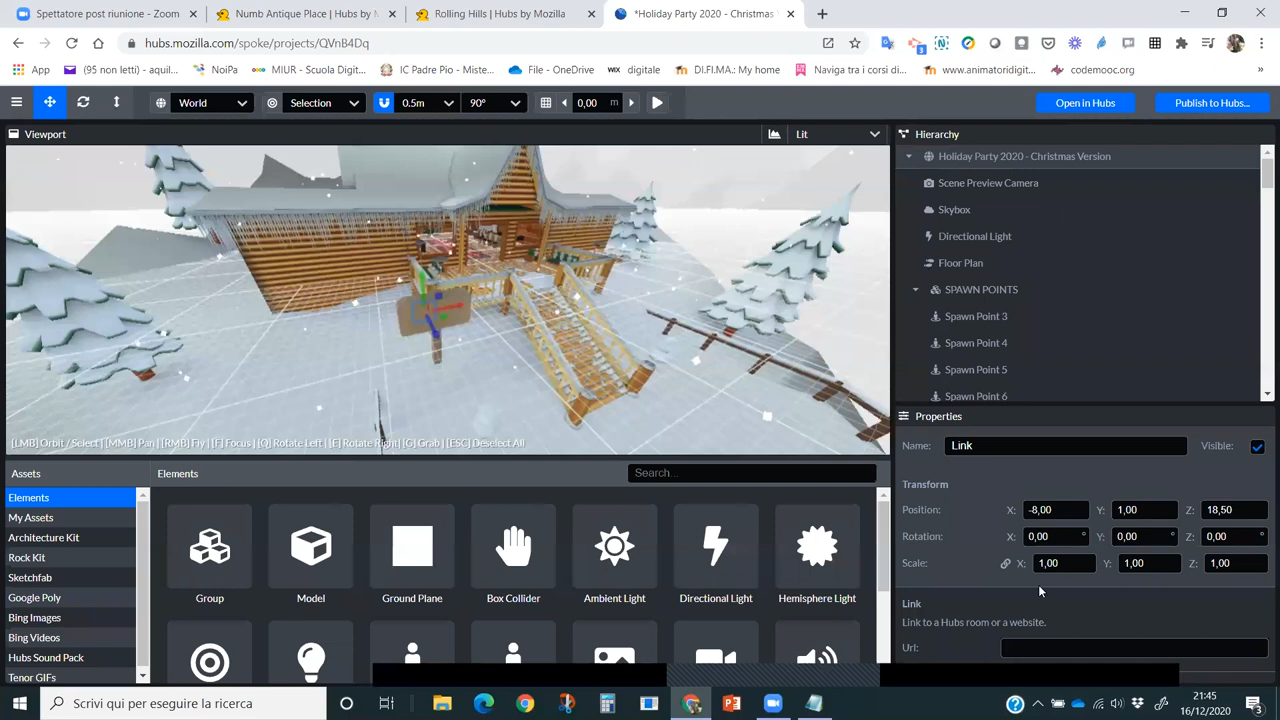 Spettatore post riunione - Zoom
Numb Antique Place | Hubs by M
Rolling Hills | Hubs by Mozilla
*Holiday Party 2020 - Christmas
hubs.mozilla.com/spoke/projects/QVnB4Dq
App
(95 non letti) - aquil...
NoiPa
MIUR - Scuola Digit...
IC Padre Pio - Miste...
File - OneDrive
WIX digitale
DI.FI.MA.: My home
Naviga tra i corsi di...
www.animatoridigit...
codemooc.org
»
World
Selection
0.5m
90°
0,00 m
Open in Hubs
Publish to Hubs...
Viewport
Lit
Hierarchy
Holiday Party 2020 - Christmas Version
Scene Preview Camera
Skybox
Directional Light
Floor Plan
SPAWN POINTS
Spawn Point 3
Spawn Point 4
Spawn Point 5
Spawn Point 6
[LMB] Orbit / Select | [MMB] Pan | [RMB] Fly | [F] Focus | [Q] Rotate Left | [E] Rotate Right | [G] Grab | [ESC] Deselect All
Properties
Name: Link Visible:
Transform
Position: X: -8,00 Y: 1,00 Z: 18,50
Rotation: X: 0,00 ° Y: 0,00 ° Z: 0,00 °
Scale: X: 1,00 Y: 1,00 Z: 1,00
Link
Link to a Hubs room or a website.
Url:
Assets
Elements
My Assets
Architecture Kit
Rock Kit
Sketchfab
Google Poly
Bing Images
Bing Videos
Hubs Sound Pack
Tenor GIFs
Elements
Search...
Group
Model
Ground Plane
Box Collider
Ambient Light
Directional Light
Hemisphere Light
Scrivi qui per eseguire la ricerca
21:45
16/12/2020
3